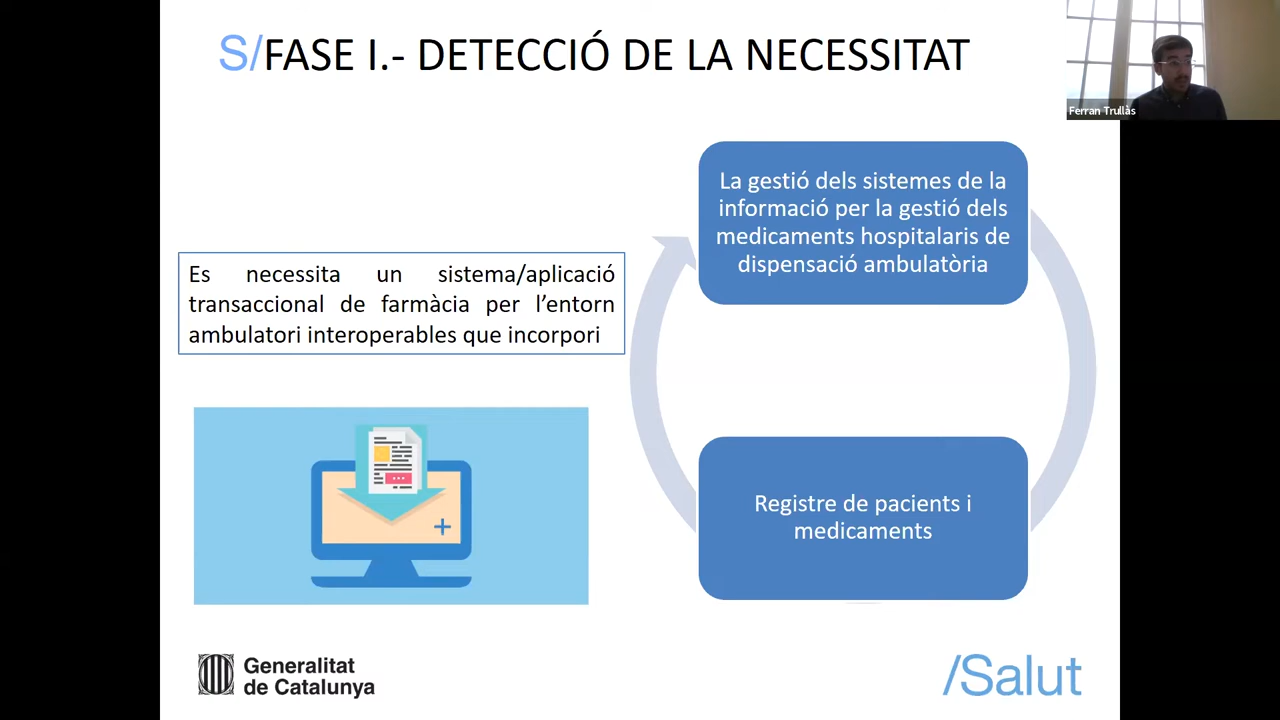 S/FASE I.- DETECCIÓ DE LA NECESSITAT
Ferran Trullàs
La gestió dels sistemes de la
informació per la gestió dels
medicaments hospitalaris de
dispensació ambulatòria
Es necessita un sistema/aplicació
transaccional de farmàcia per l’entorn
ambulatori interoperables que incorpori
Registre de pacients i
medicaments
Generalitat
de Catalunya
/Salut